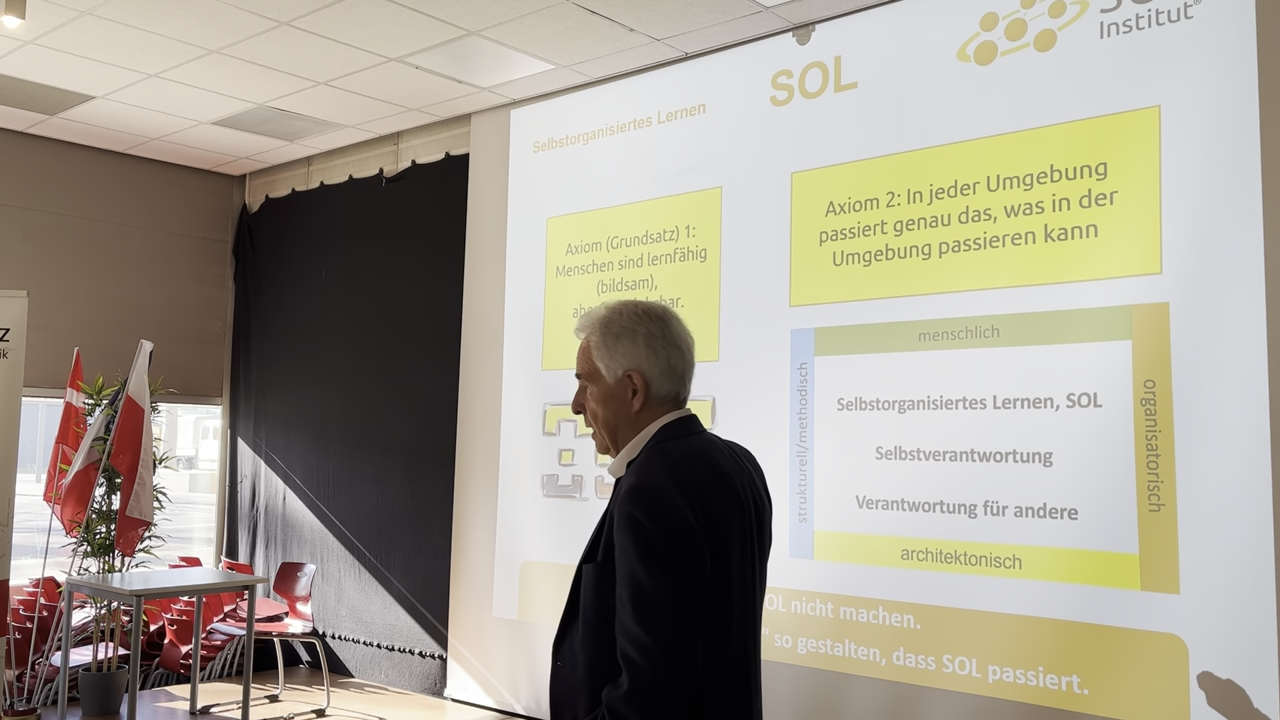 Institut®
SOL
Selbstorganisiertes Lernen
Axiom (Grundsatz) 1:
Menschen sind lernfähig
(bildsam),
Axiom 2: In jeder Umgebung
passiert genau das, was in der
Umgebung passieren kann
menschlich
strukturell/methodisch
Selbstorganisiertes Lernen, SOL
Selbstverantwortung
Verantwortung für andere
organisatorisch
architektonisch
SOL nicht machen.
“ so gestalten, dass SOL passiert.